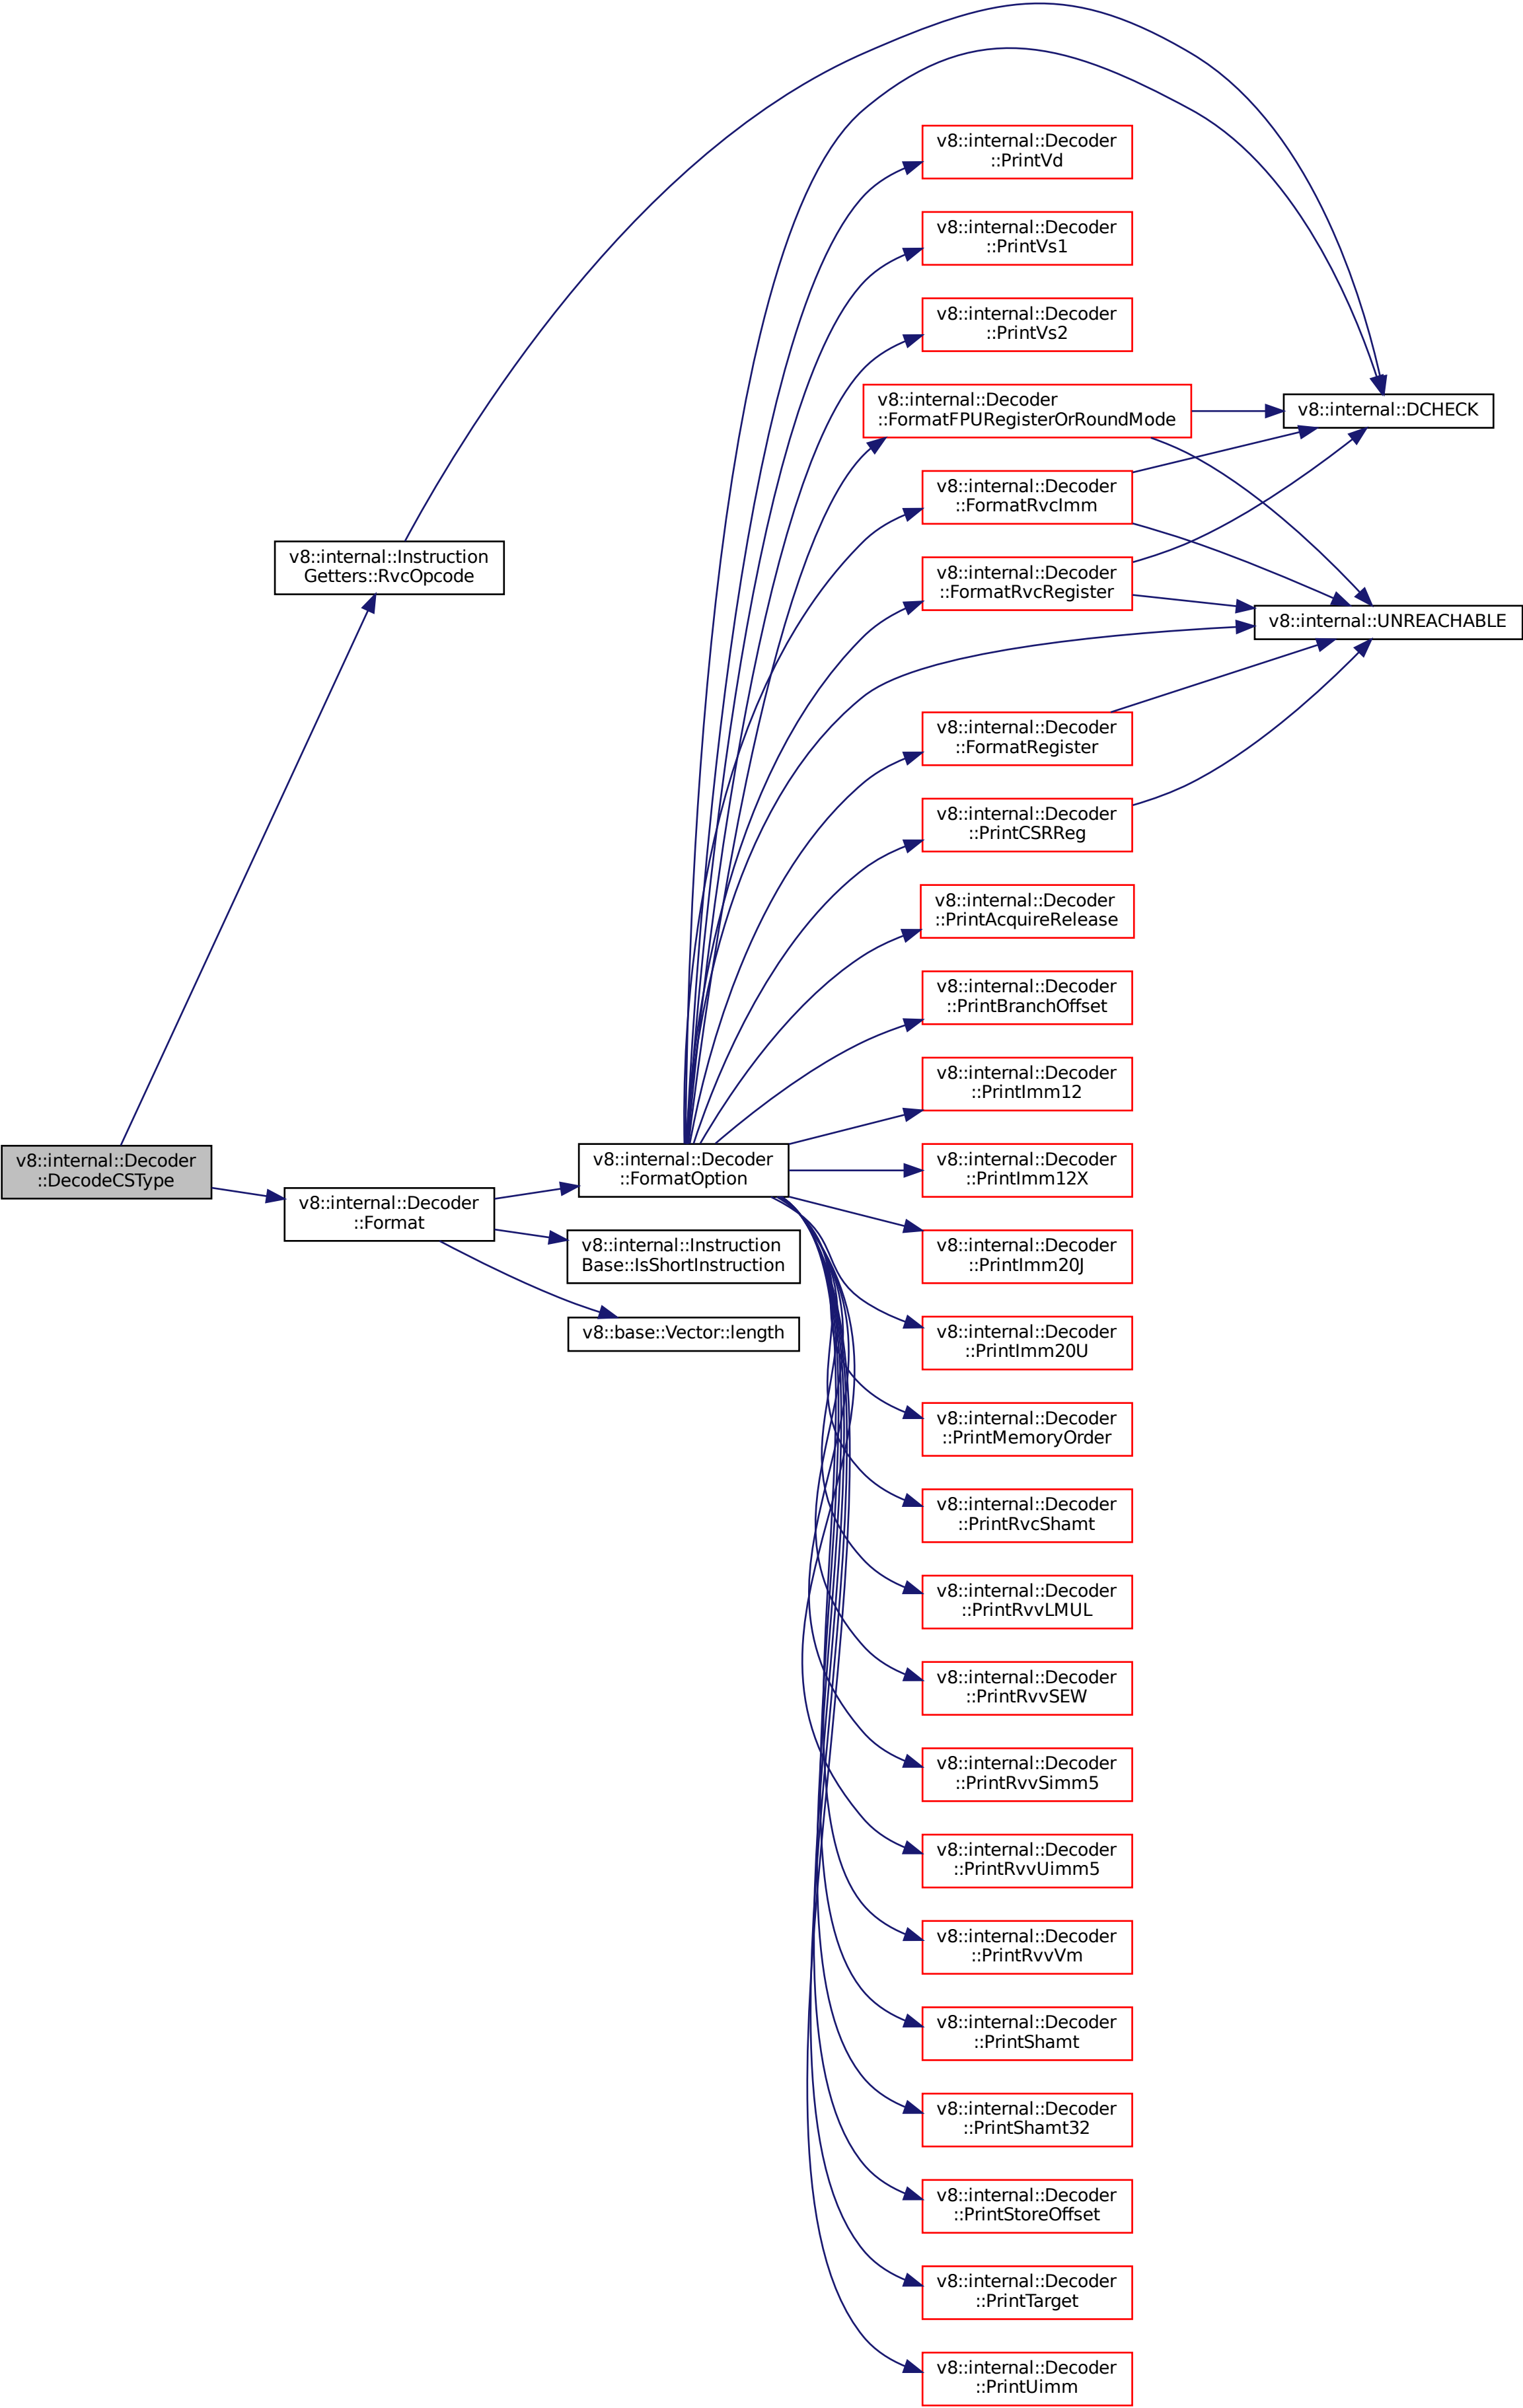 v8::internal::Decoder
::PrintVd
v8::internal::Decoder
::PrintVs1
v8::internal::Decoder
::PrintVs2
v8::internal::Decoder
::FormatFPURegisterOrRoundMode
v8::internal::DCHECK
v8::internal::Decoder
::FormatRvcImm
v8::internal::Instruction
Getters::RvcOpcode
v8::internal::Decoder
::FormatRvcRegister
v8::internal::UNREACHABLE
v8::internal::Decoder
::FormatRegister
v8::internal::Decoder
::PrintCSRReg
v8::internal::Decoder
::PrintAcquireRelease
v8::internal::Decoder
::PrintBranchOffset
v8::internal::Decoder
::PrintImm12
v8::internal::Decoder
::DecodeCSType
v8::internal::Decoder
::Format
v8::internal::Decoder
::FormatOption
v8::internal::Instruction
Base::IsShortInstruction
v8::base::Vector::length
v8::internal::Decoder
::PrintImm12X
v8::internal::Decoder
::PrintImm20J
v8::internal::Decoder
::PrintImm20U
v8::internal::Decoder
::PrintMemoryOrder
v8::internal::Decoder
::PrintRvcShamt
v8::internal::Decoder
::PrintRvvLMUL
v8::internal::Decoder
::PrintRvvSEW
v8::internal::Decoder
::PrintRvvSimm5
v8::internal::Decoder
::PrintRvvUimm5
v8::internal::Decoder
::PrintRvvVm
v8::internal::Decoder
::PrintShamt
v8::internal::Decoder
::PrintShamt32
v8::internal::Decoder
::PrintStoreOffset
v8::internal::Decoder
::PrintTarget
v8::internal::Decoder
::PrintUimm